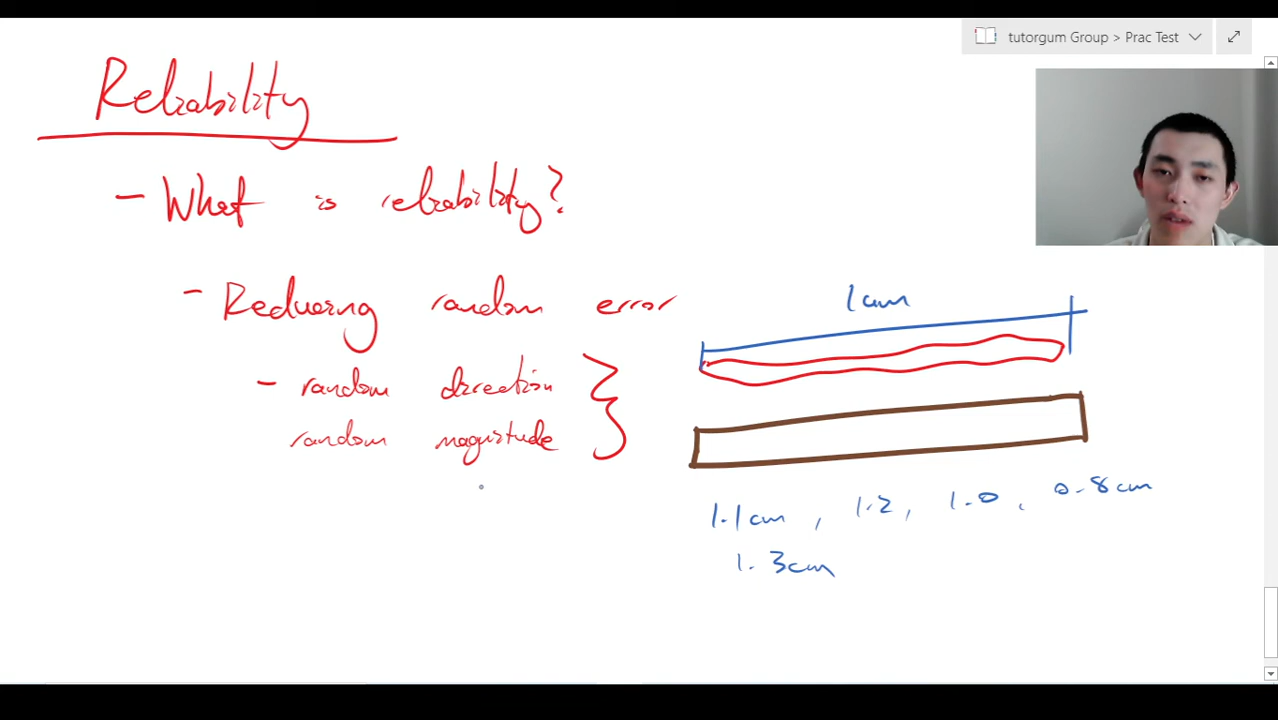 tutorgum Group > Prac Test
Reliability
- What is reliability?
- Reducing random error
- random direction
random magnitude
1cm
1.1cm , 1.2 , 1.0 , 0.8cm
1.3cm